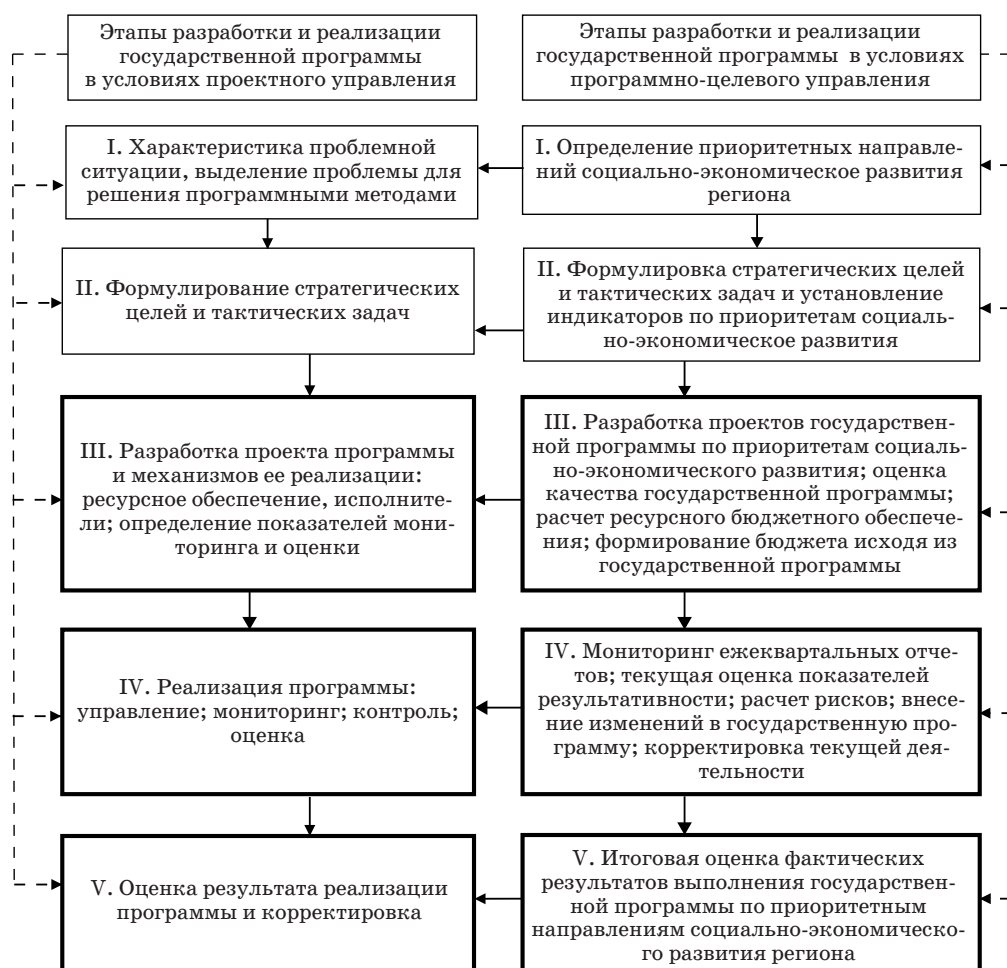 Этапы разработки и реализации
государственной программы
в условиях проектного управления
Этапы разработки и реализации
государственной программы в условиях
программно-целевого управления
I. Характеристика проблемной
ситуации, выделение проблемы для
решения программными методами
I. Определение приоритетных направле-
ний социально-экономическое развития
региона
II. Формулирование стратегических
целей и тактических задач
II. Формулировка стратегических целей
и тактических задач и установление
индикаторов по приоритетам социаль-
но-экономическое развития
III. Разработка проекта программы
и механизмов ее реализации:
ресурсное обеспечение, исполните-
ли; определение показателей мони-
торинга и оценки
III. Разработка проектов государствен-
ной программы по приоритетам социаль-
но-экономического развития; оценка
качества государственной программы;
расчет ресурсного бюджетного обеспече-
ния; формирование бюджета исходя из
государственной программы
IV. Реализация программы:
управление; мониторинг; контроль;
оценка
IV. Мониторинг ежеквартальных отче-
тов; текущая оценка показателей
результативности; расчет рисков; внес-
ение изменений в государственную про-
грамму; корректировка текущей дея-
тельности
V. Оценка результата реализации
программы и корректировка
V. Итоговая оценка фактических
результатов выполнения государствен-
ной программы по приоритетным
направлениям социально-экономическо-
го развития региона